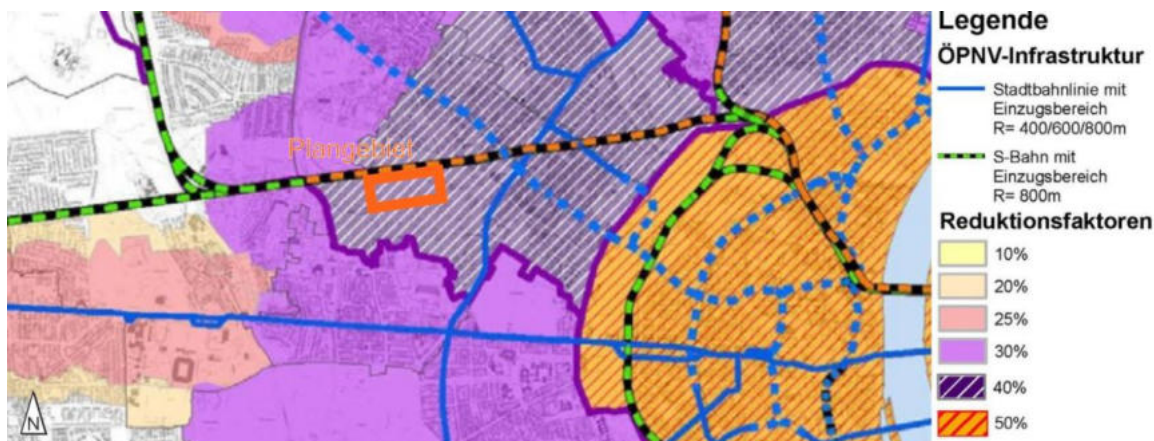 Plangebiet
N
Legende
ÖPNV-Infrastruktur
Stadtbahnlinie mit
Einzugsbereich
R= 400/600/800m
S-Bahn mit
Einzugsbereich
R= 800m
Reduktionsfaktoren
10%
20%
25%
30%
40%
50%